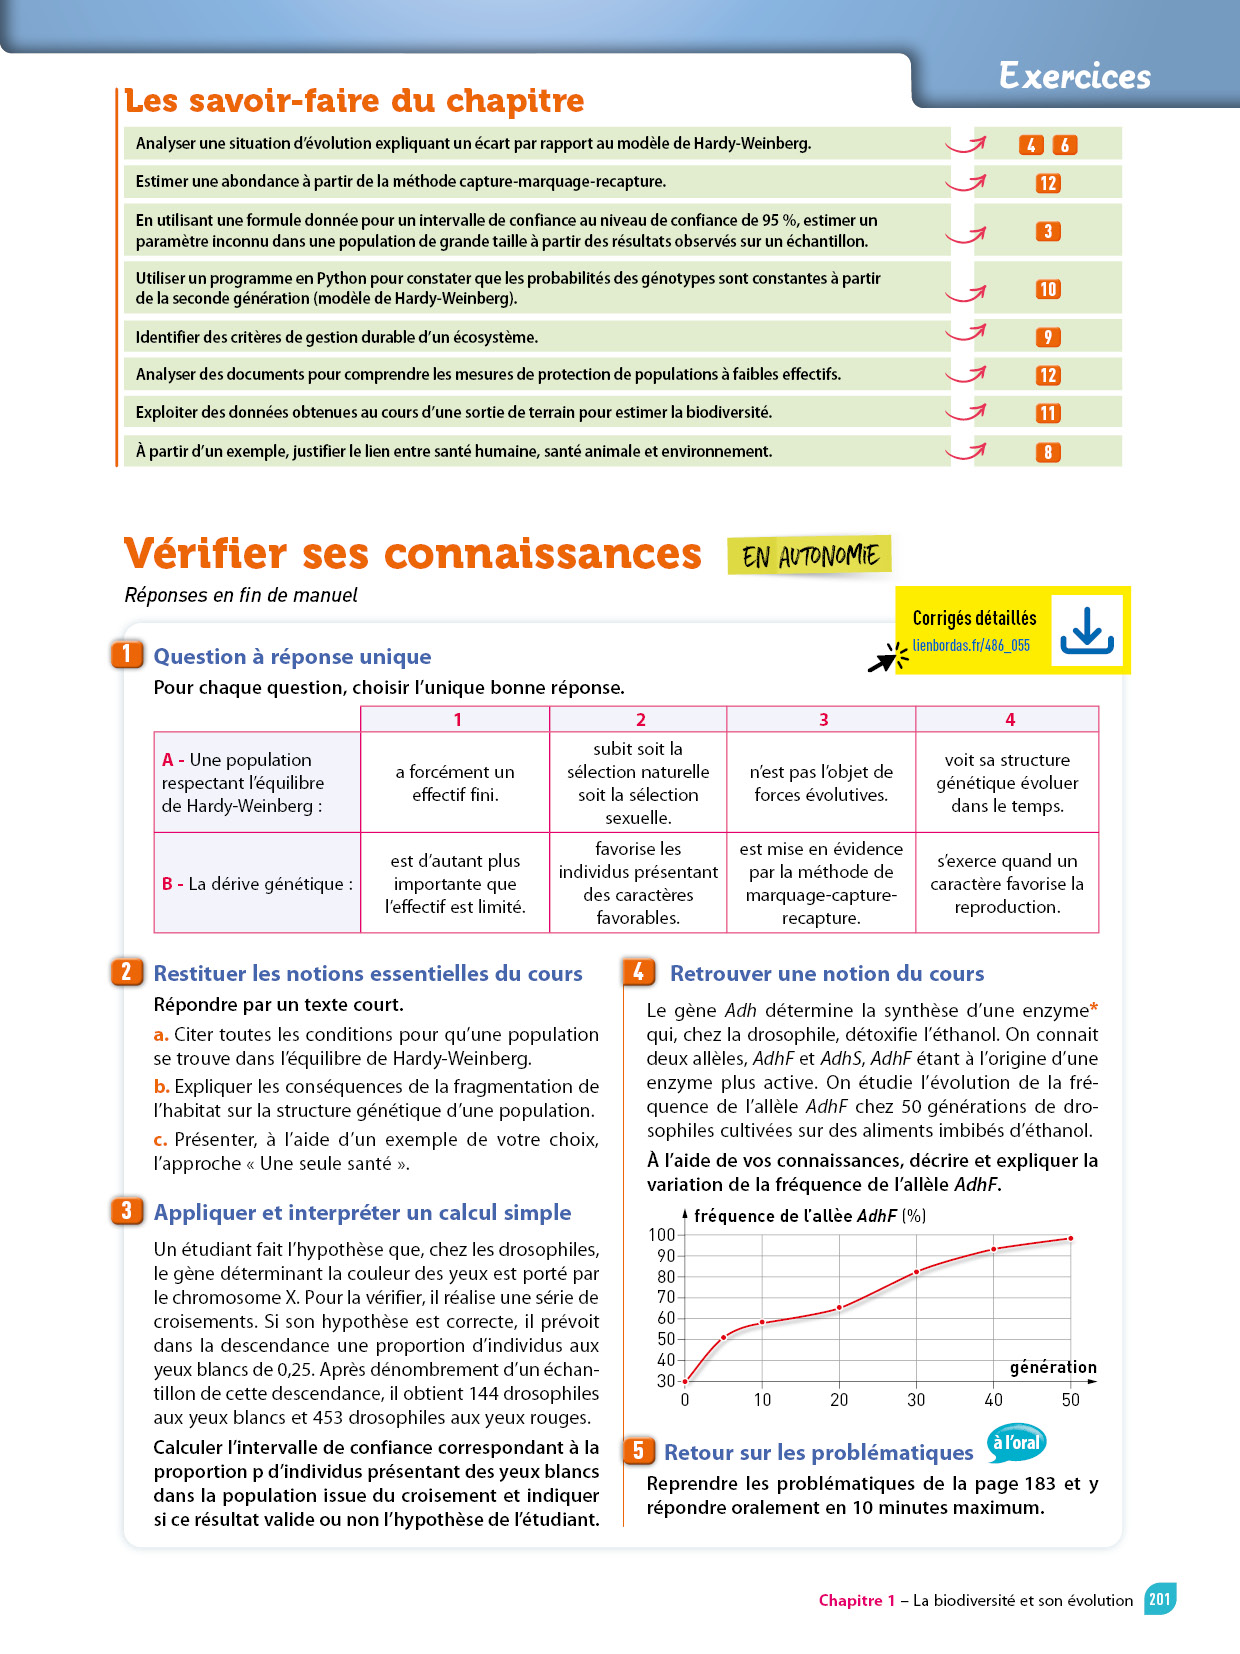 Exercices
Les savoir-faire du chapitre
Analyser une situation d'évolution expliquant un écart par rapport au modèle de Hardy-Weinberg.
4 6
Estimer une abondance à partir de la méthode capture-marquage-recapture.
12
En utilisant une formule donnée pour un intervalle de confiance au niveau de confiance de 95 %, estimer un
paramètre inconnu dans une population de grande taille à partir des résultats observés sur un échantillon.
3
Utiliser un programme en Python pour constater que les probabilités des génotypes sont constantes à partir
de la seconde génération (modèle de Hardy-Weinberg).
10
Identifier des critères de gestion durable d'un écosystème.
9
Analyser des documents pour comprendre les mesures de protection de populations à faibles effectifs.
12
Exploiter des données obtenues au cours d'une sortie de terrain pour estimer la biodiversité.
11
À partir d'un exemple, justifier le lien entre santé humaine, santé animale et environnement.
8
Vérifier ses connaissances
EN AUTONOMIE
Réponses en fin de manuel
Corrigés détaillés
lienbordas.fr/486_055
1 Question à réponse unique
Pour chaque question, choisir l'unique bonne réponse.
1 2 3 4
A - Une population
respectant l'équilibre
de Hardy-Weinberg :
a forcément un
effectif fini.
subit soit la
sélection naturelle
soit la sélection
sexuelle.
n'est pas l'objet de
forces évolutives.
voit sa structure
génétique évoluer
dans le temps.
B - La dérive génétique :
est d'autant plus
importante que
l'effectif est limité.
favorise les
individus présentant
des caractères
favorables.
est mise en évidence
par la méthode de
marquage-capture-
recapture.
s'exerce quand un
caractère favorise la
reproduction.
2 Restituer les notions essentielles du cours
Répondre par un texte court.
a. Citer toutes les conditions pour qu'une population
se trouve dans l'équilibre de Hardy-Weinberg.
b. Expliquer les conséquences de la fragmentation de
l'habitat sur la structure génétique d'une population.
c. Présenter, à l'aide d'un exemple de votre choix,
l'approche « Une seule santé ».
3 Appliquer et interpréter un calcul simple
Un étudiant fait l'hypothèse que, chez les drosophiles,
le gène déterminant la couleur des yeux est porté par
le chromosome X. Pour la vérifier, il réalise une série de
croisements. Si son hypothèse est correcte, il prévoit
dans la descendance une proportion d'individus aux
yeux blancs de 0,25. Après dénombrement d'un échan-
tillon de cette descendance, il obtient 144 drosophiles
aux yeux blancs et 453 drosophiles aux yeux rouges.
Calculer l'intervalle de confiance correspondant à la
proportion p d'individus présentant des yeux blancs
dans la population issue du croisement et indiquer
si ce résultat valide ou non l'hypothèse de l'étudiant.
4 Retrouver une notion du cours
Le gène Adh détermine la synthèse d'une enzyme*
qui, chez la drosophile, détoxifie l'éthanol. On connait
deux allèles, AdhF et AdhS, AdhF étant à l'origine d'une
enzyme plus active. On étudie l'évolution de la fré-
quence de l'allèle AdhF chez 50 générations de dro-
sophiles cultivées sur des aliments imbibés d'éthanol.
À l'aide de vos connaissances, décrire et expliquer la
variation de la fréquence de l'allèle AdhF.
fréquence de l'allèe AdhF (%)
100
90
80
70
60
50
40
30
génération
0 10 20 30 40 50
5 Retour sur les problématiques
à l'oral
Reprendre les problématiques de la page 183 et y
répondre oralement en 10 minutes maximum.
Chapitre 1 – La biodiversité et son évolution 201